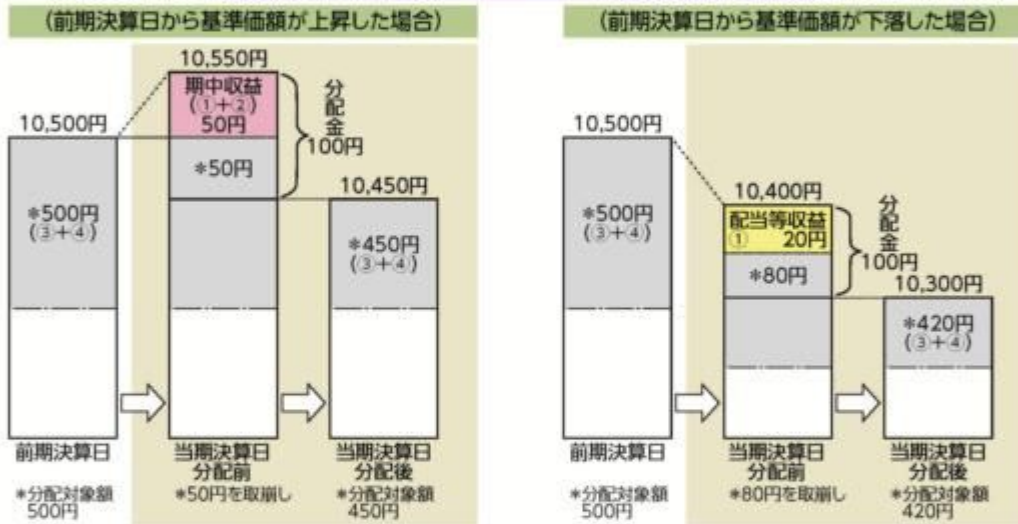 (前期決算日から基準価額が上昇した場合)
10,550円
期中収益
(①+②)
50円
分配金
100円
10,500円
*50円
10,450円
*500円
(③+④)
*450円
(③+④)
前期決算日
当期決算日
分配前
当期決算日
分配後
*分配対象額
500円
*50円を取崩し
*分配対象額
450円
(前期決算日から基準価額が下落した場合)
10,500円
10,400円
配当等収益
① 20円
分配金
100円
*500円
(③+④)
*80円
10,300円
*420円
(③+④)
前期決算日
当期決算日
分配前
当期決算日
分配後
*分配対象額
500円
*80円を取崩し
*分配対象額
420円